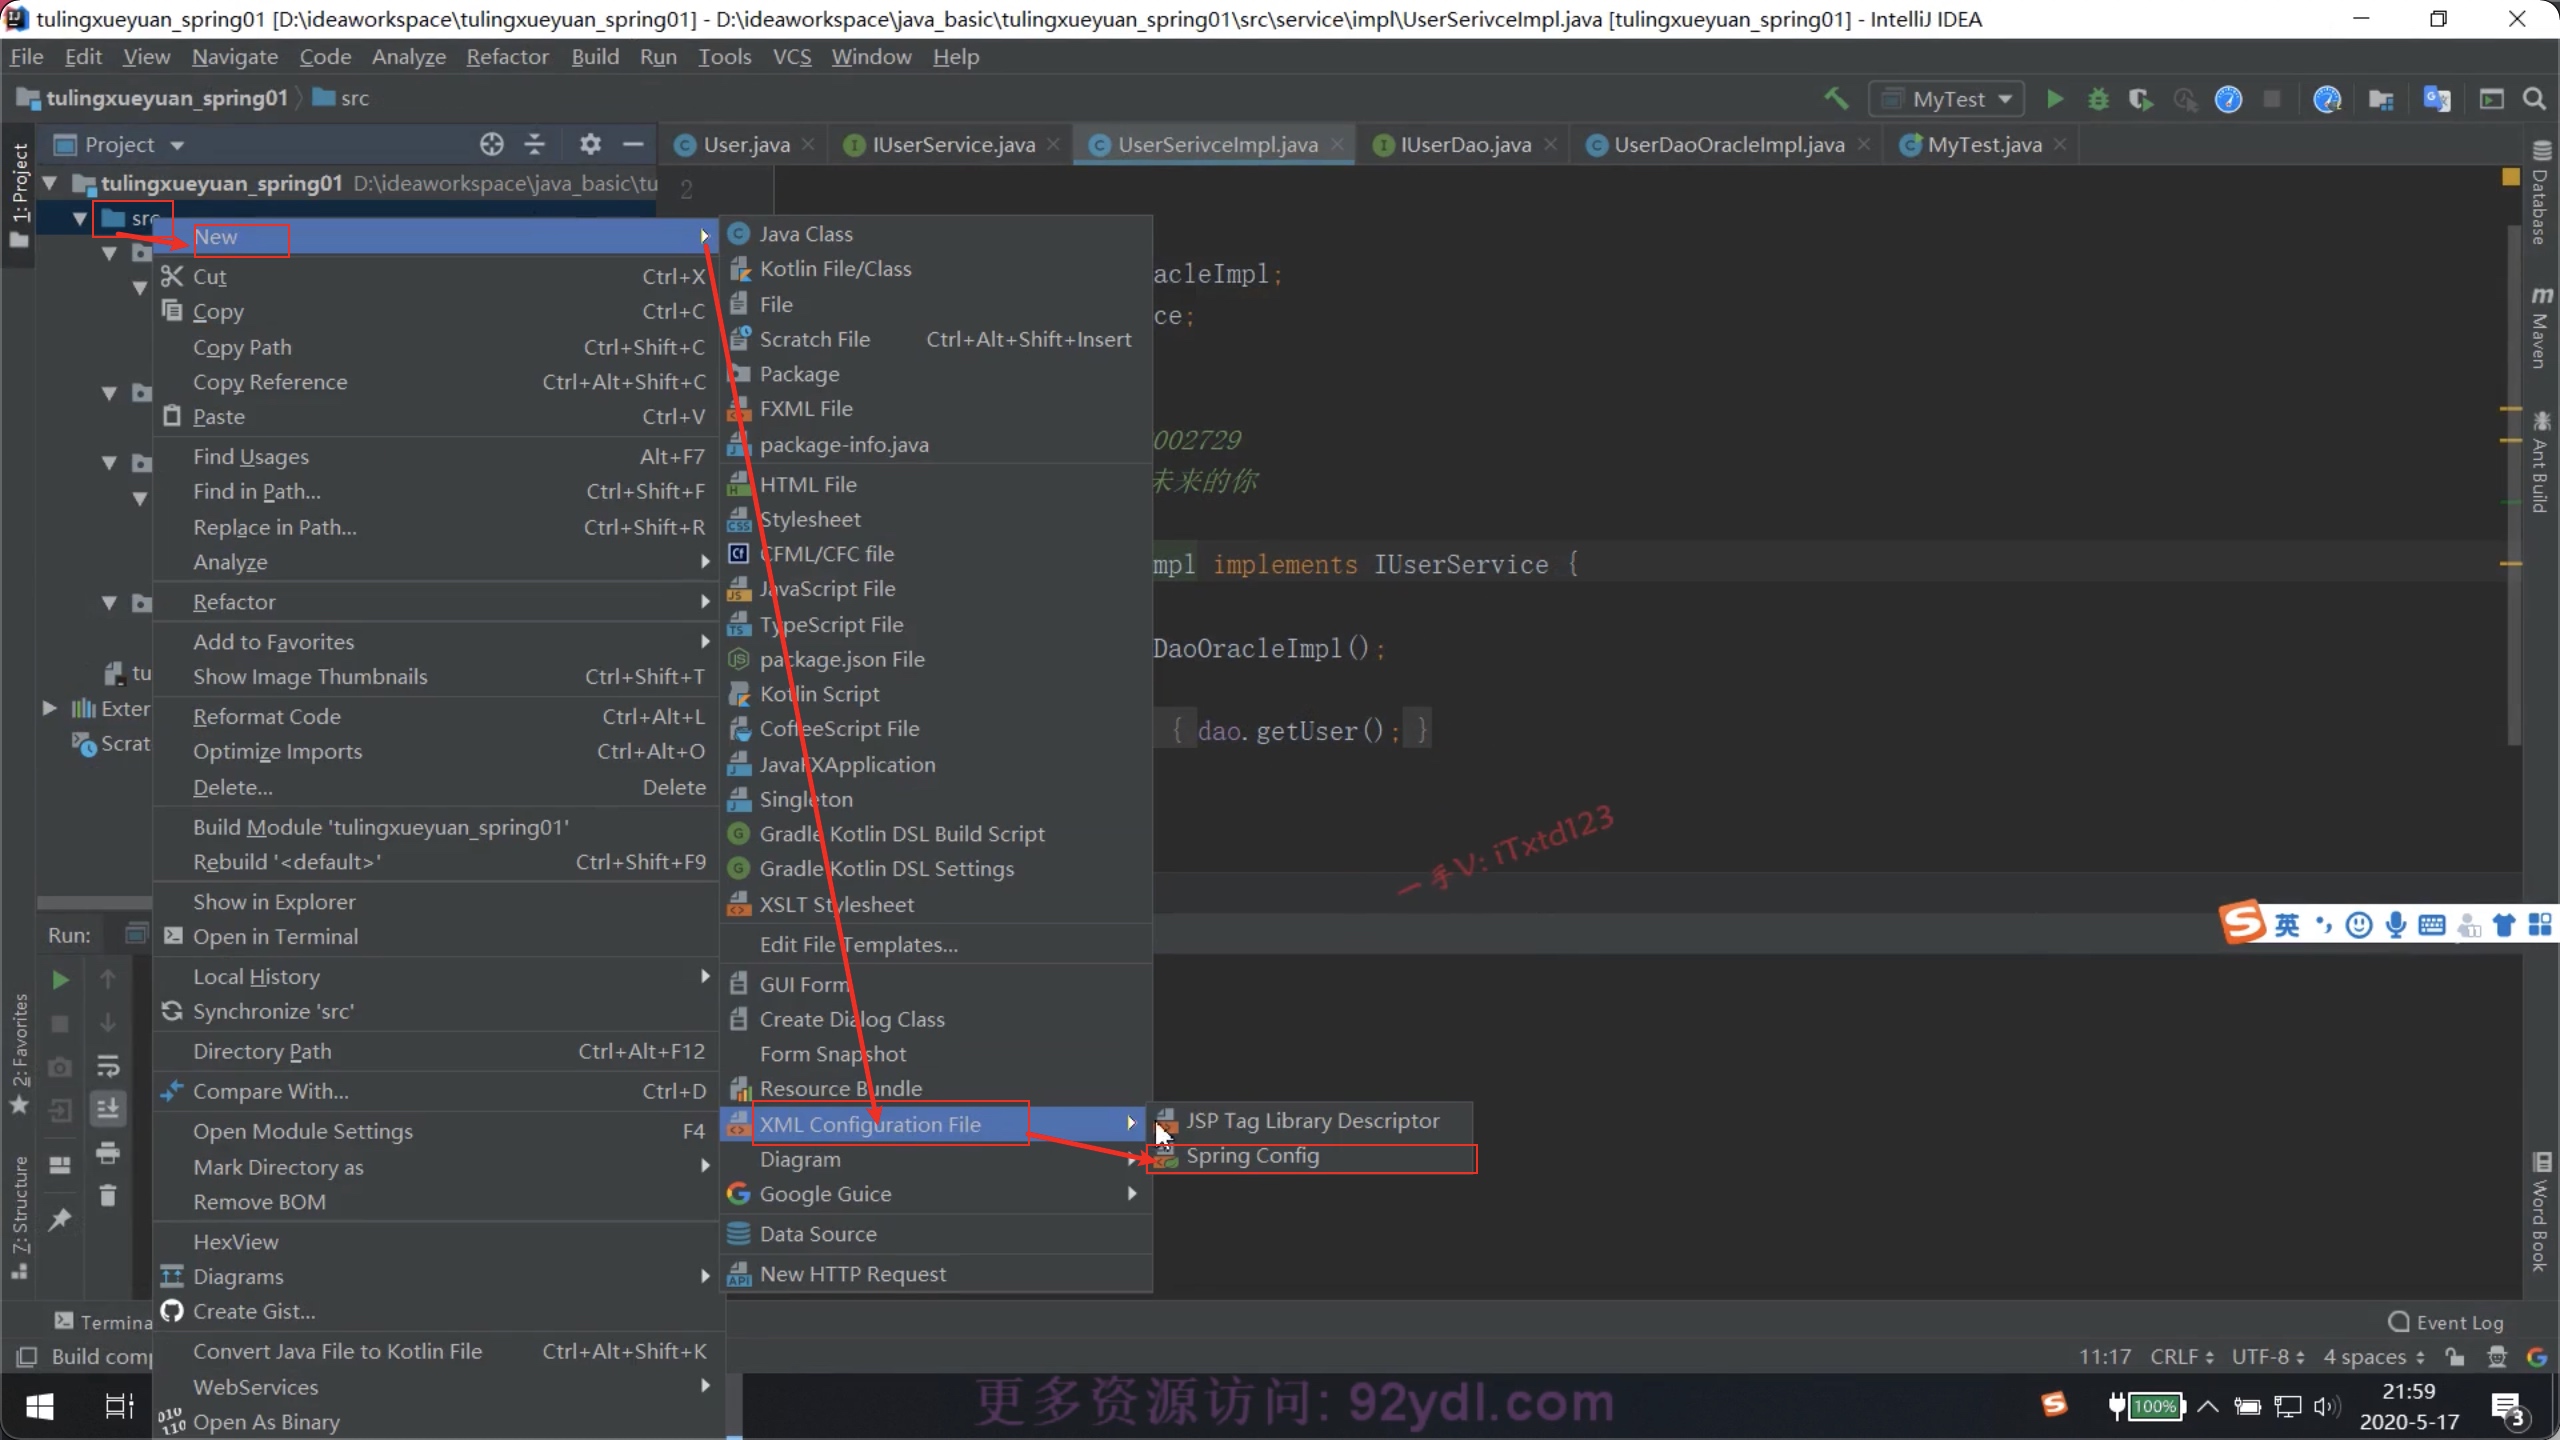 tulingxueyuan_spring01 [D:\ideaworkspace\tulingxueyuan_spring01] - D:\ideaworkspace\java_basic\tulingxueyuan_spring01\src\service\impl\UserSerivceImpl.java [tulingxueyuan_spring01] - IntelliJ IDEA
File Edit View Navigate Code Analyze Refactor Build Run Tools VCS Window Help
tulingxueyuan_spring01 src
MyTest
Project
User.java
IUserService.java
UserSerivceImpl.java
IUserDao.java
UserDaoOracleImpl.java
MyTest.java
1: Project
tulingxueyuan_spring01 D:\ideaworkspace\java_basic\tu
src
tu
Exter
Scrat
New
Cut Ctrl+X
Copy Ctrl+C
Copy Path Ctrl+Shift+C
Copy Reference Ctrl+Alt+Shift+C
Paste Ctrl+V
Find Usages Alt+F7
Find in Path... Ctrl+Shift+F
Replace in Path... Ctrl+Shift+R
Analyze
Refactor
Add to Favorites
Show Image Thumbnails Ctrl+Shift+T
Reformat Code Ctrl+Alt+L
Optimize Imports Ctrl+Alt+O
Delete... Delete
Build Module 'tulingxueyuan_spring01'
Rebuild '<default>' Ctrl+Shift+F9
Show in Explorer
Open in Terminal
Local History
Synchronize 'src'
Directory Path Ctrl+Alt+F12
Compare With... Ctrl+D
Open Module Settings F4
Mark Directory as
Remove BOM
HexView
Diagrams
Create Gist...
Convert Java File to Kotlin File Ctrl+Alt+Shift+K
WebServices
Open As Binary
Java Class
Kotlin File/Class
File
Scratch File Ctrl+Alt+Shift+Insert
Package
FXML File
package-info.java
HTML File
Stylesheet
CFML/CFC file
JavaScript File
TypeScript File
package.json File
Kotlin Script
CoffeeScript File
JavaFXApplication
Singleton
Gradle Kotlin DSL Build Script
Gradle Kotlin DSL Settings
XSLT Stylesheet
Edit File Templates...
GUI Form
Create Dialog Class
Form Snapshot
Resource Bundle
XML Configuration File
Diagram
Google Guice
Data Source
New HTTP Request
JSP Tag Library Descriptor
Spring Config
2
acleImpl;
ce;
002729
未来的你
mpl implements IUserService {
DaoOracleImpl();
{ dao.getUser(); }
一手V: iTxtd123
英
Database
Maven
Ant Build
Word Book
Run:
2: Favorites
7: Structure
Termina
Event Log
Build comp
11:17 CRLF UTF-8 4 spaces
更多资源访问: 92ydl.com
100%
21:59
2020-5-17
3